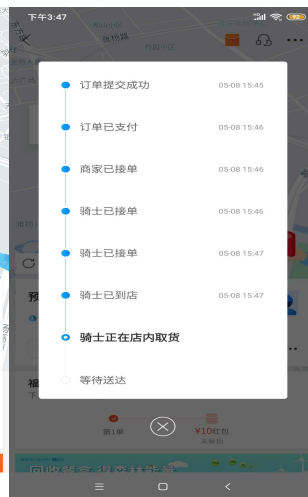 下午3:47
张杨路
订单提交成功 05-08 15:45
订单已支付 05-08 15:46
商家已接单 05-08 15:46
骑士已接单 05-08 15:46
骑士已接单 05-08 15:47
骑士已到店 05-08 15:47
骑士正在店内取货
等待送达
第1单
¥10红包